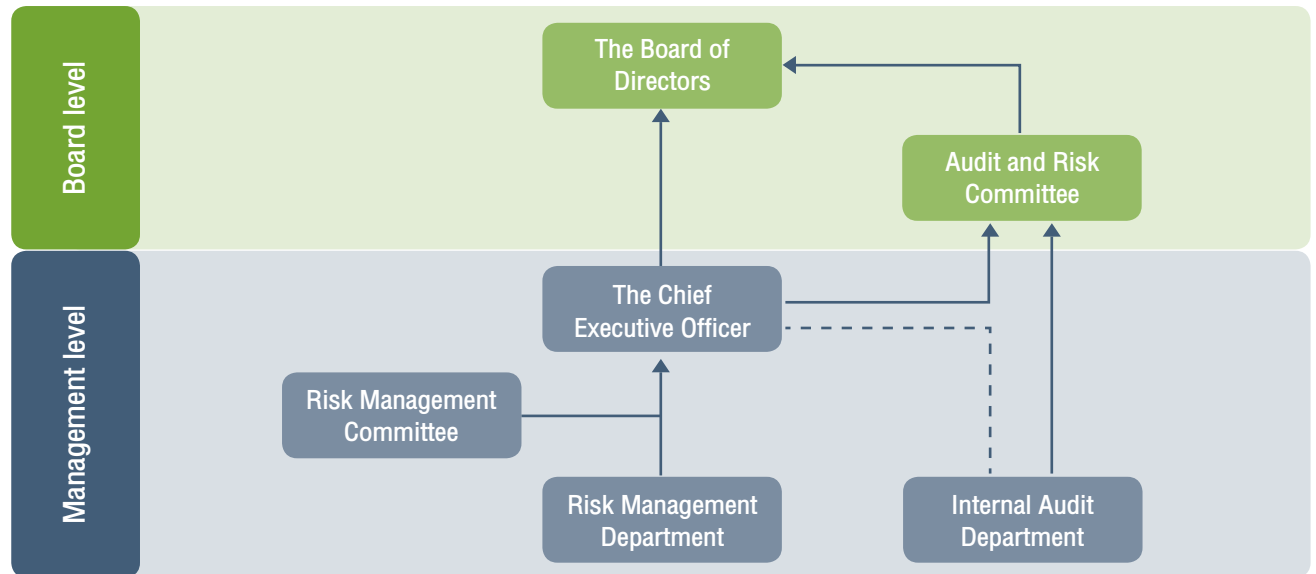 Board level
The Board of
Directors
Audit and Risk
Committee
Management level
The Chief
Executive Officer
Risk Management
Committee
Risk Management
Department
Internal Audit
Department